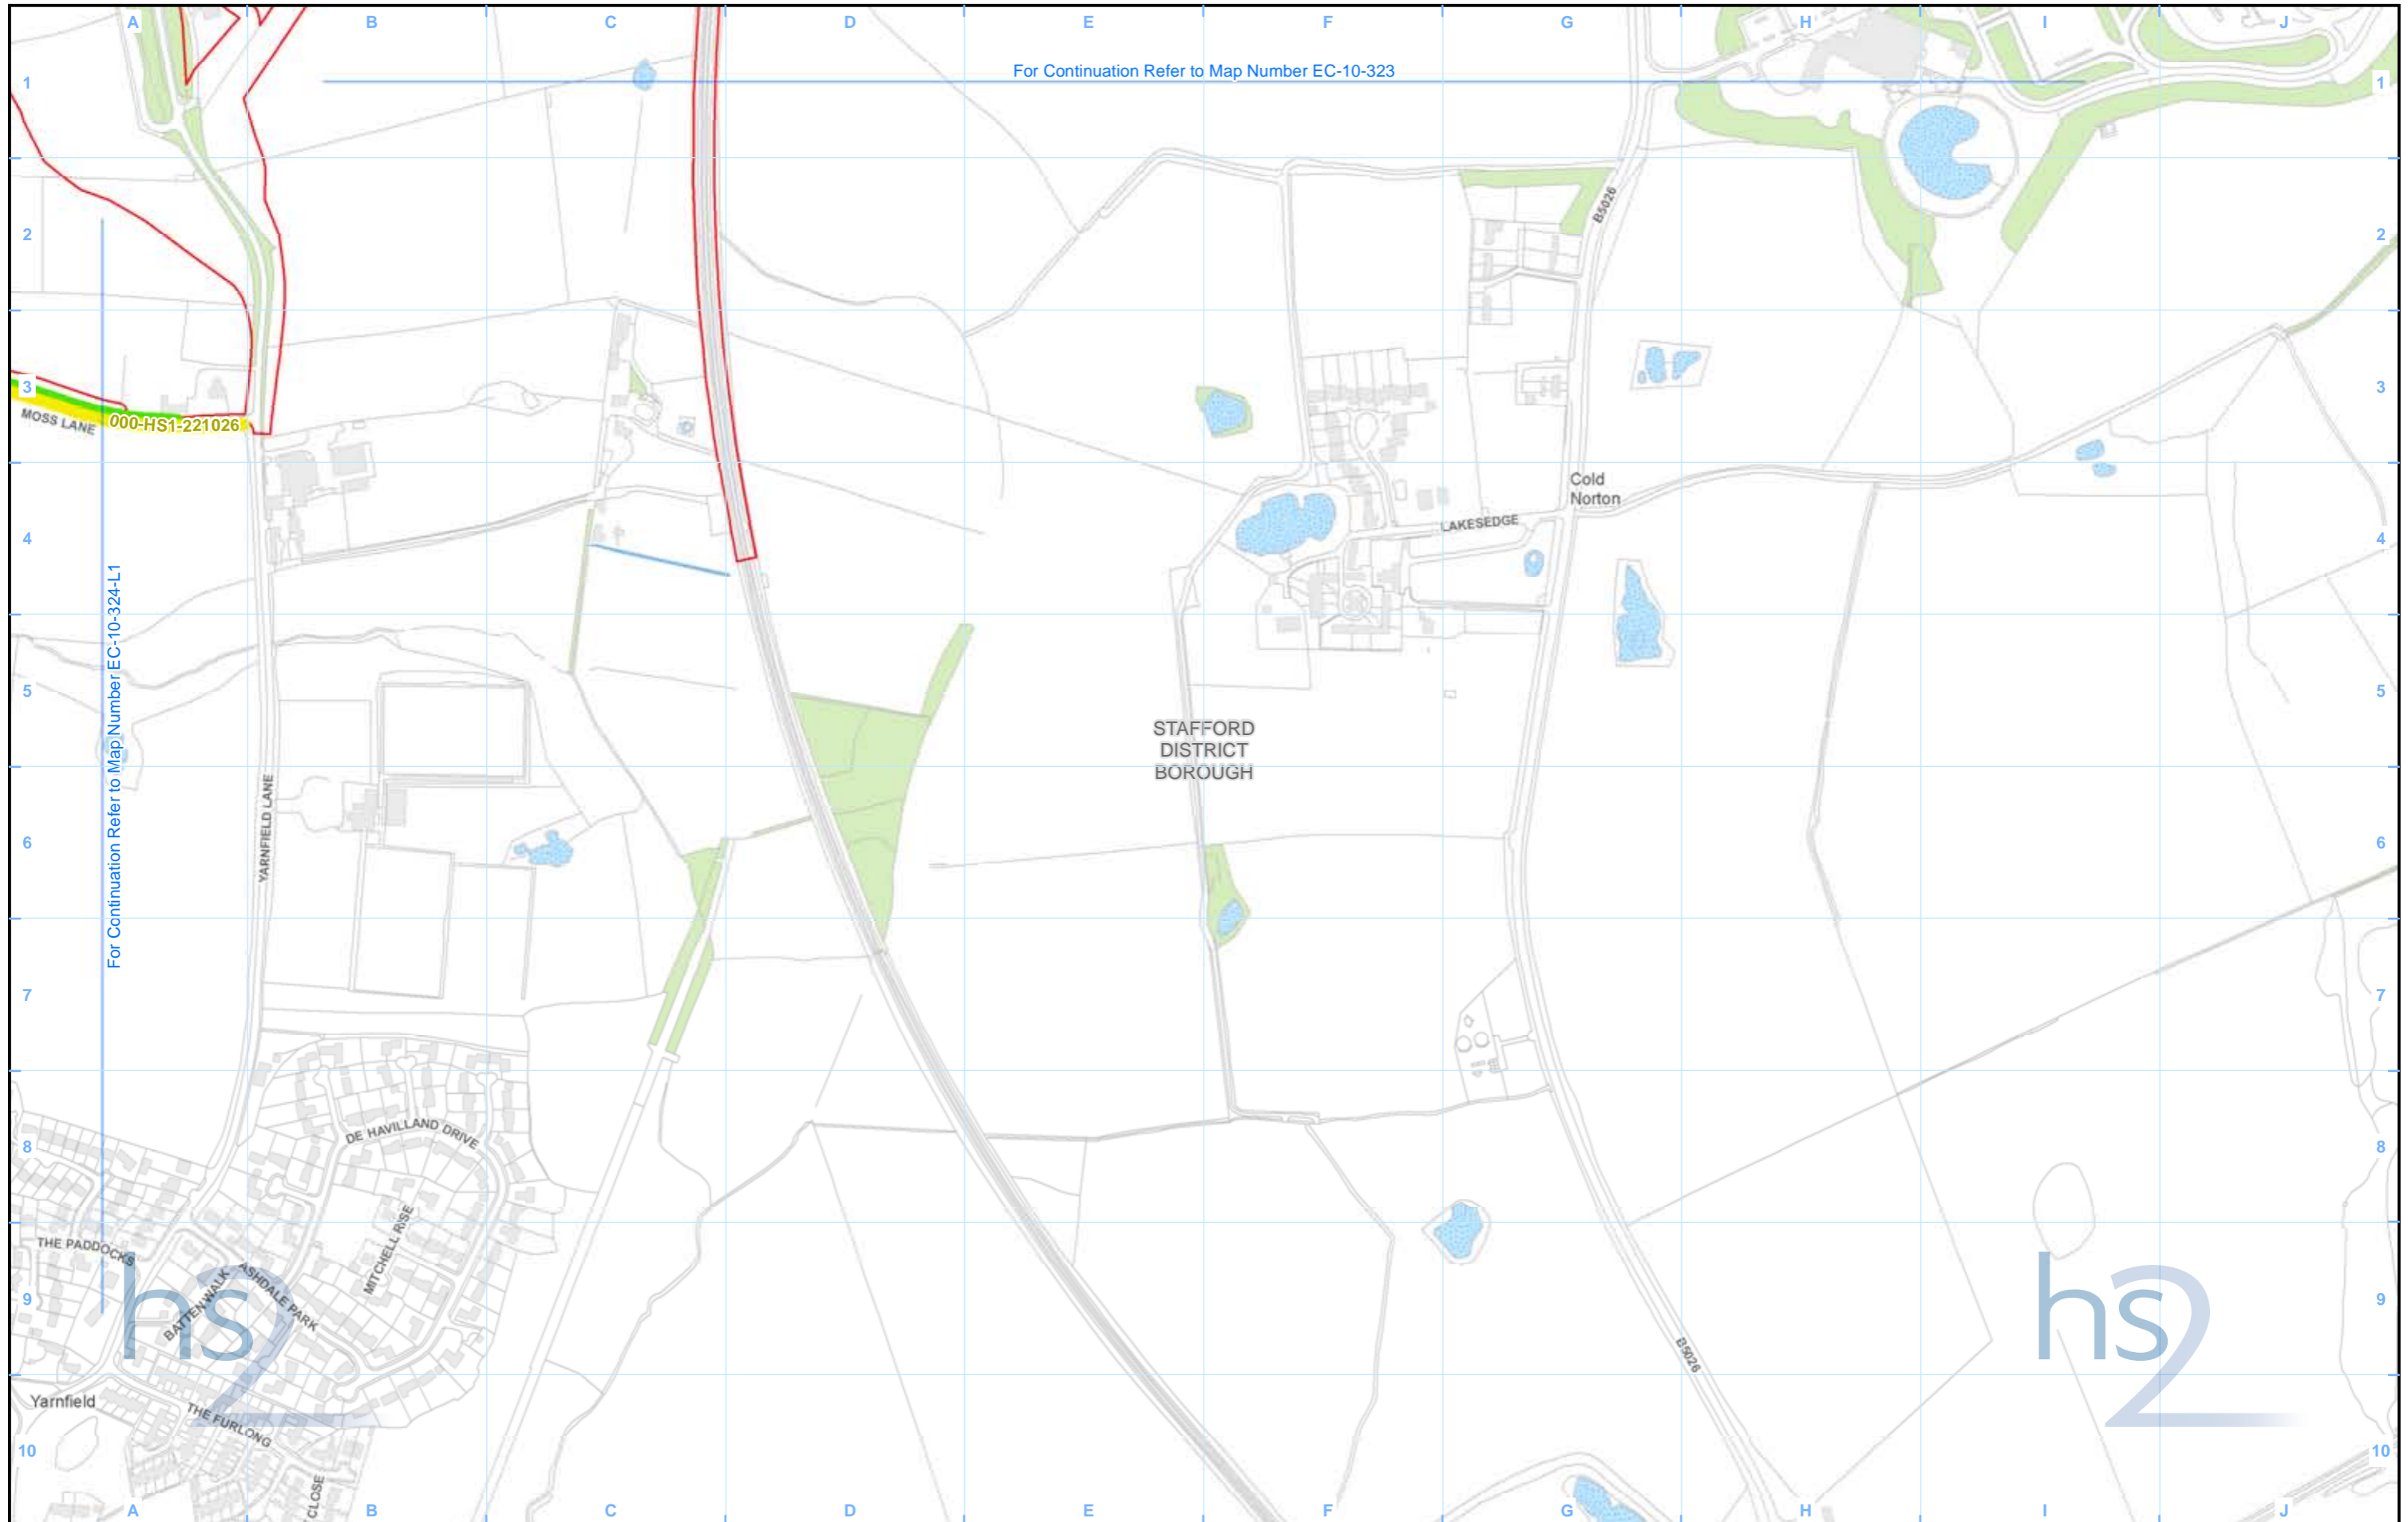 A B C D E F G H I J
For Continuation Refer to Map Number EC-10-323
1 1
B5026
2 2
3 3
MOSS LANE
000-HS1-221026
Cold
Norton
LAKESEDGE
4 4
For Continuation Refer to Map Number EC-10-324-L1
5 5
STAFFORD
DISTRICT
BOROUGH
YARNFIELD LANE
6 6
7 7
DE HAVILLAND DRIVE
8 8
MITCHELL RISE
THE PADDOCKS
BATTENWALK
ASHDALE PARK
hs2
hs2
9 9
B5026
Yarnfield
THE FURLONG
10 10
CLOSE
A B C D E F G H I J